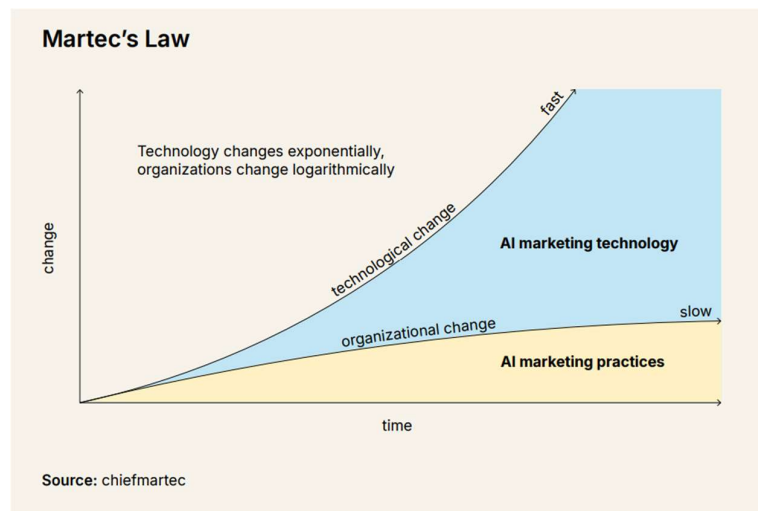 Martec’s Law
fast
Technology changes exponentially,
organizations change logarithmically
technological change
change
AI marketing technology
slow
organizational change
AI marketing practices
time
Source: chiefmartec